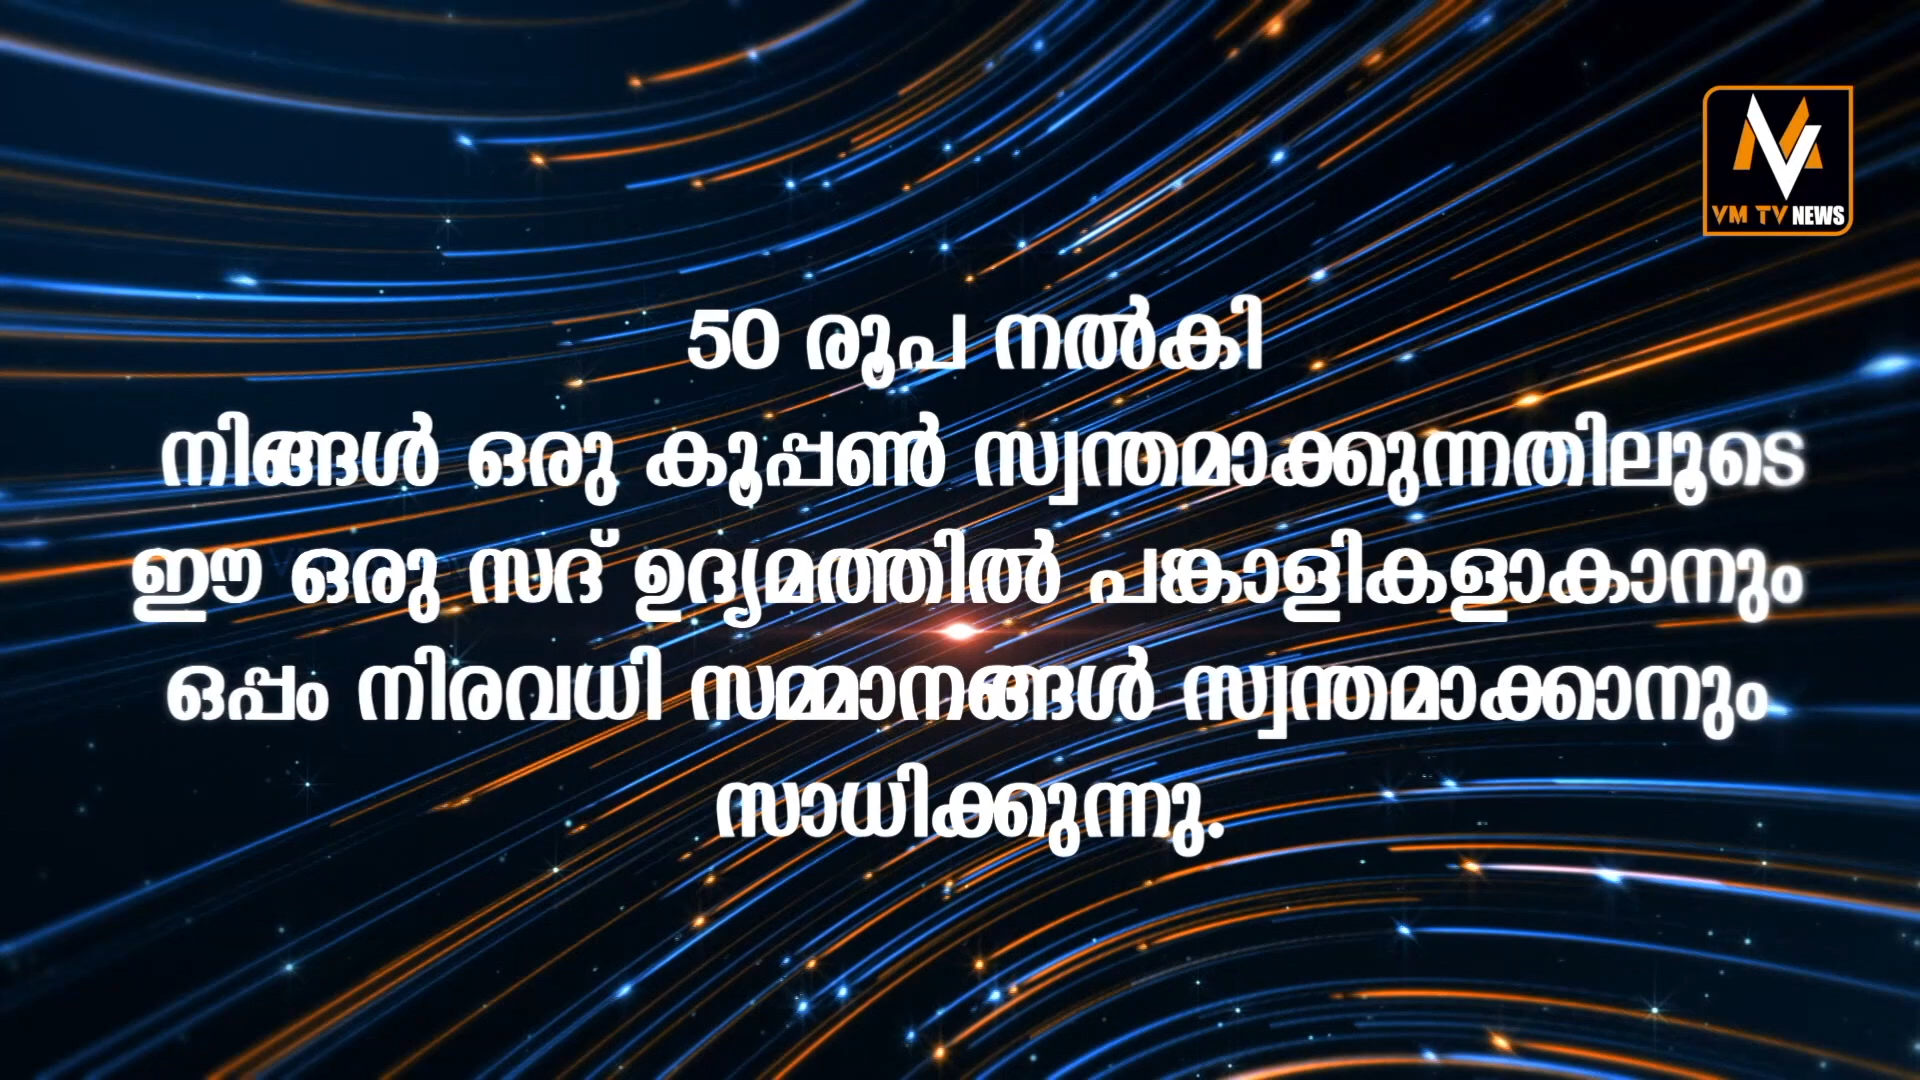 VM TV NEWS
50 രൂപ നൽകി
നിങ്ങൾ ഒരു കൂപ്പൺ സ്വന്തമാക്കുന്നതിലൂടെ
ഈ ഒരു സദ് ഉദ്യമത്തിൽ പങ്കാളികളാകാനും
ഒപ്പം നിരവധി സമ്മാനങ്ങൾ സ്വന്തമാക്കാനും
സാധിക്കുന്നു.